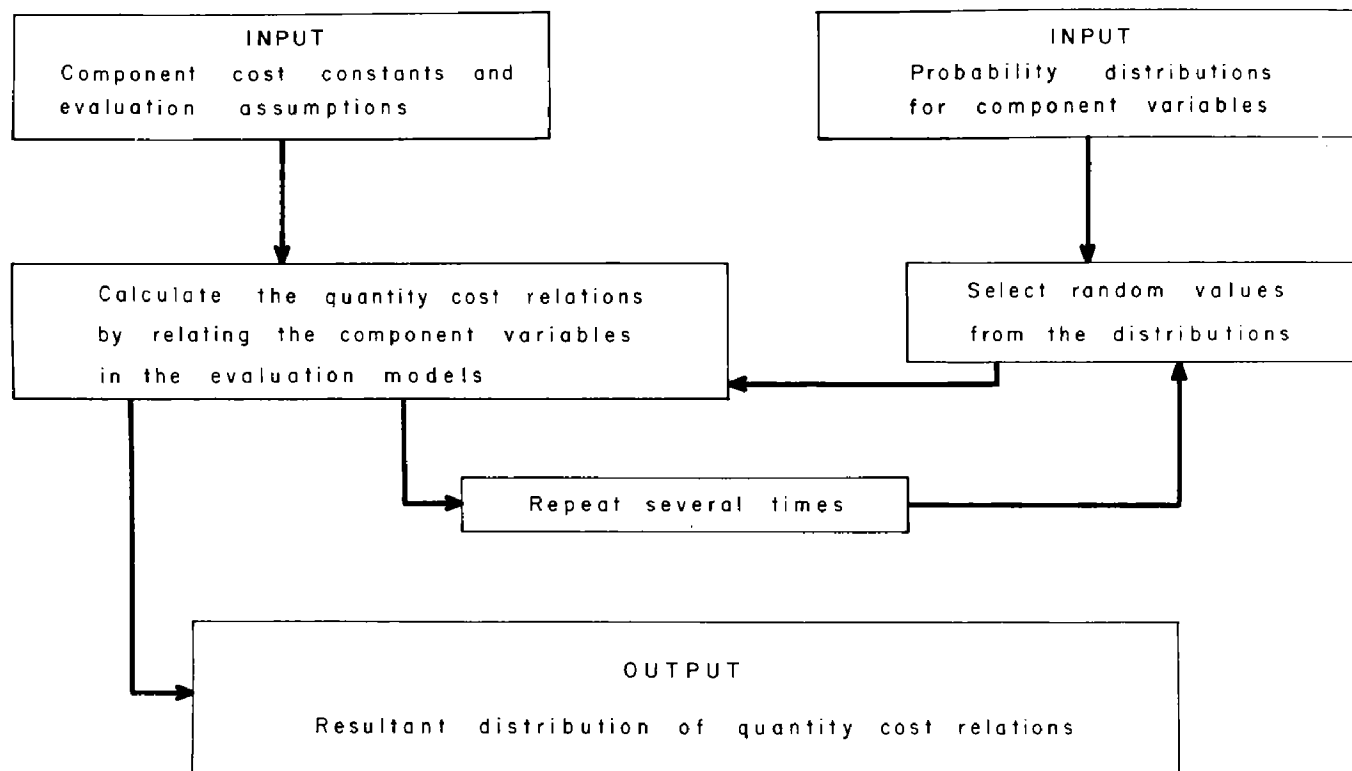 INPUT
Component cost constants and
evaluation assumptions
INPUT
Probability distributions
for component variables
Calculate the quantity cost relations
by relating the component variables
in the evaluation models
Select random values
from the distributions
Repeat several times
OUTPUT
Resultant distribution of quantity cost relations